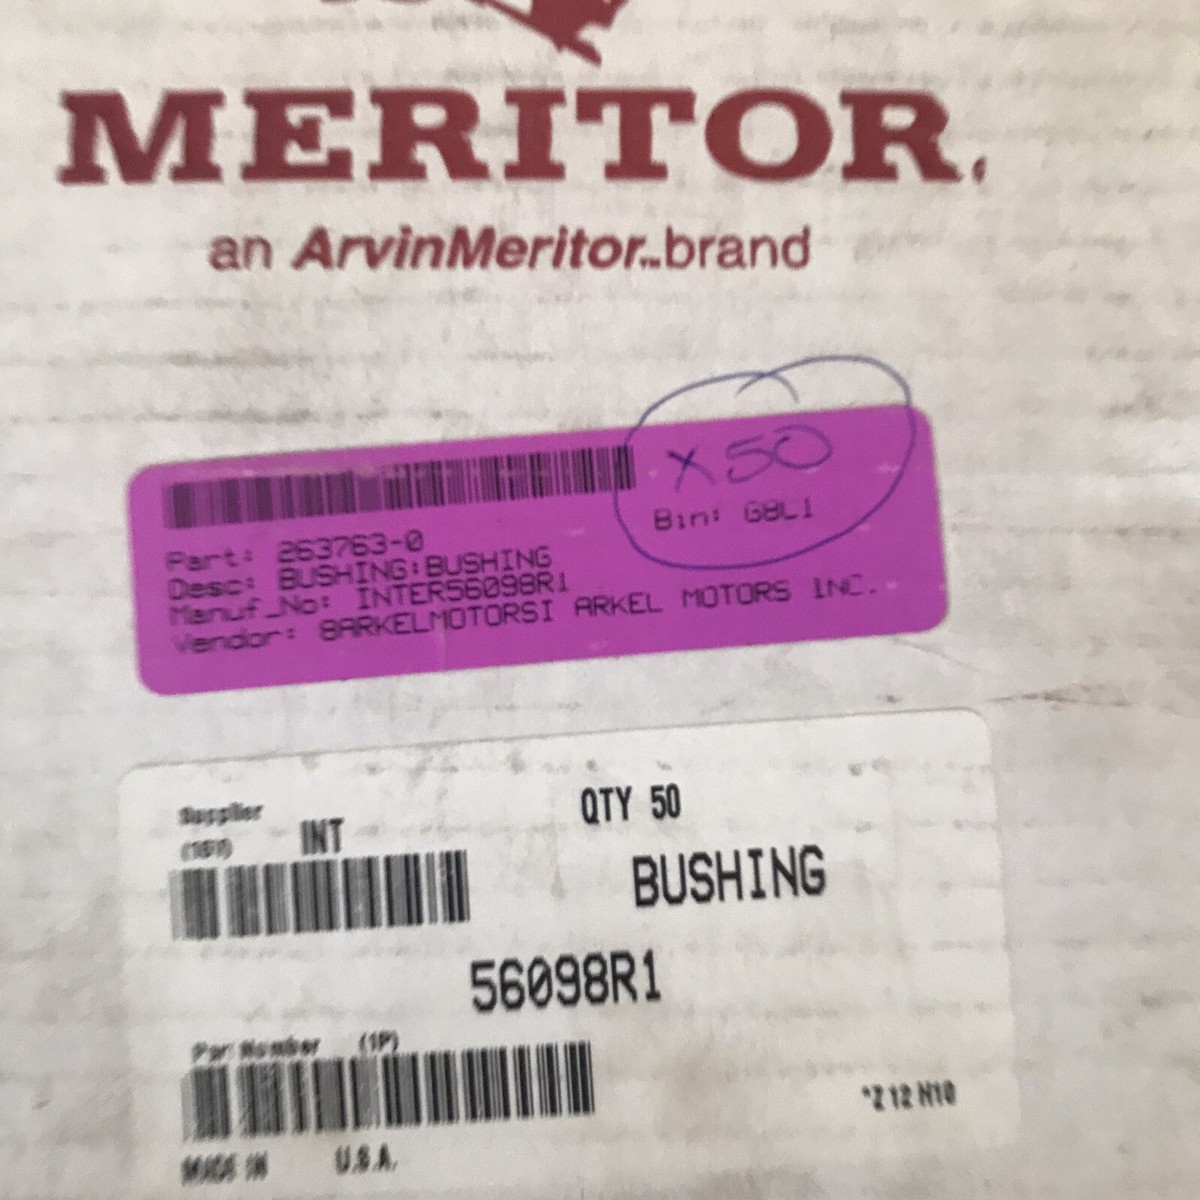 MERITOR.
an ArvinMeritor™ brand
X50
Bin: G8L1
Part: 263763-0
Desc: BUSHING:BUSHING
Manuf_No: INTER56098R1
Vendor: 8ARKELMOTORSI ARKEL MOTORS INC.
Supplier
INT
QTY 50
BUSHING
56098R1
Part Number (1P)
*Z 12 N10
MADE IN U.S.A.